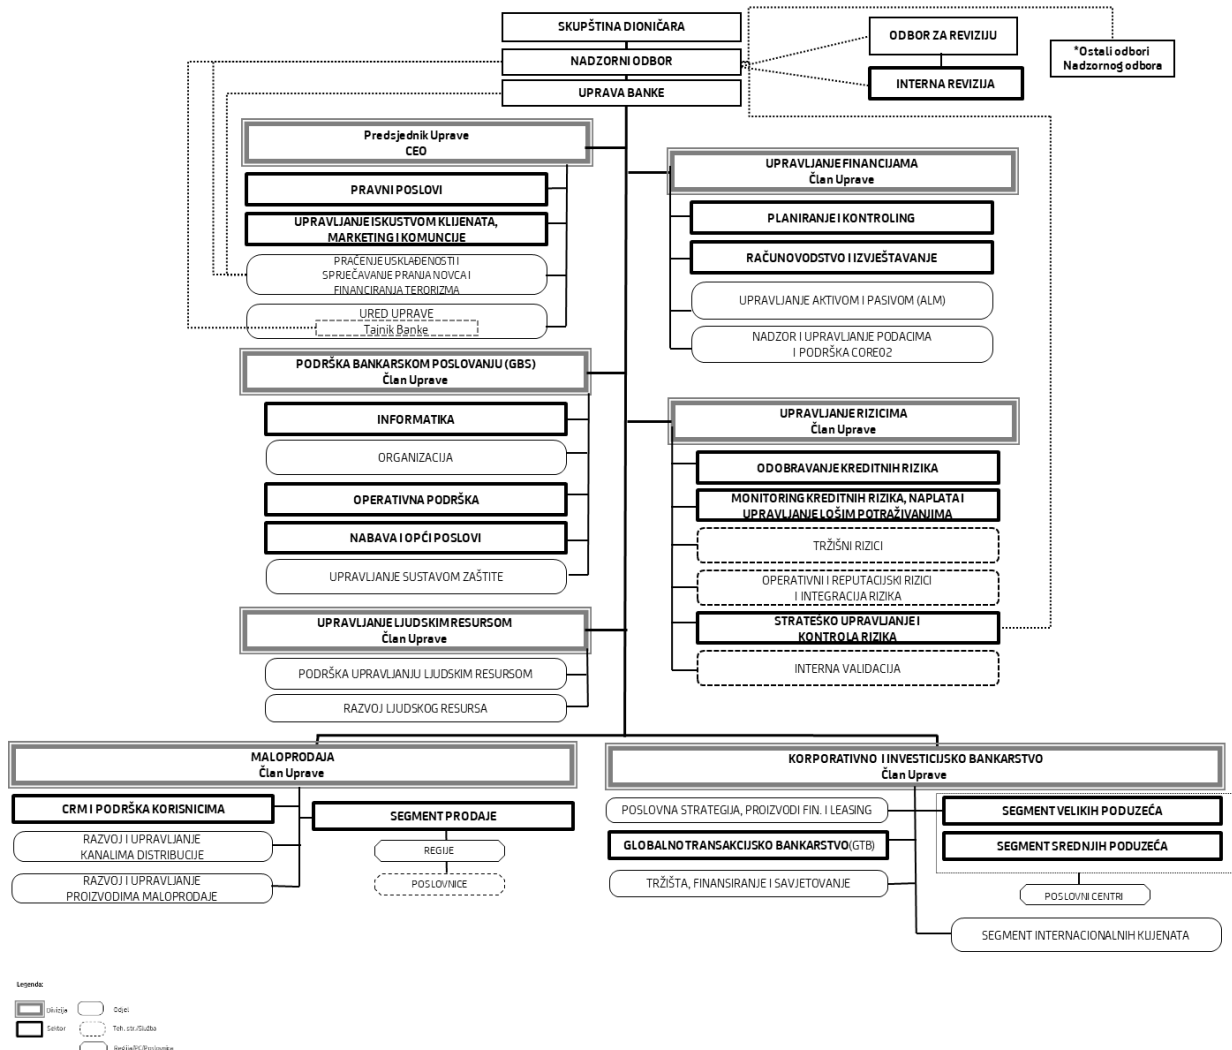 SKUPŠTINA DIONIČARA
NADZORNI ODBOR
UPRAVA BANKE
ODBOR ZA REVIZIJU
INTERNA REVIZIJA
*Ostali odbori
Nadzornog odbora
Predsjednik Uprave
CEO
PRAVNI POSLOVI
UPRAVLJANJE ISKUSTVOM KLIJENATA,
MARKETING I KOMUNCIJE
PRAĆENJE USKLAĐENOSTI I
SPRJEČAVANJE PRANJA NOVCA I
FINANCIRANJA TERORIZMA
URED UPRAVE
Tajnik Banke
UPRAVLJANJE FINANCIJAMA
Član Uprave
PLANIRANJE I KONTROLING
RAČUNOVODSTVO I IZVJEŠTAVANJE
UPRAVLJANJE AKTIVOM I PASIVOM (ALM)
NADZOR I UPRAVLJANJE PODACIMA
I PODRŠKA CORE02
PODRŠKA BANKARSKOM POSLOVANJU (GBS)
Član Uprave
INFORMATIKA
ORGANIZACIJA
OPERATIVNA PODRŠKA
NABAVA I OPĆI POSLOVI
UPRAVLJANJE SUSTAVOM ZAŠTITE
UPRAVLJANJE RIZICIMA
Član Uprave
ODOBRAVANJE KREDITNIH RIZIKA
MONITORING KREDITNIH RIZIKA, NAPLATA I
UPRAVLJANJE LOŠIM POTRAŽIVANJIMA
TRŽIŠNI RIZICI
OPERATIVNI I REPUTACIJSKI RIZICI
I INTEGRACIJA RIZIKA
STRATEŠKO UPRAVLJANJE I
KONTROLA RIZIKA
INTERNA VALIDACIJA
UPRAVLJANJE LJUDSKIM RESURSOM
Član Uprave
PODRŠKA UPRAVLJANJU LJUDSKIM RESURSOM
RAZVOJ LJUDSKOG RESURSA
MALOPRODAJA
Član Uprave
CRM I PODRŠKA KORISNICIMA
RAZVOJ I UPRAVLJANJE
KANALIMA DISTRIBUCIJE
RAZVOJ I UPRAVLJANJE
PROIZVODIMA MALOPRODAJE
SEGMENT PRODAJE
REGIJE
POSLOVNICE
KORPORATIVNO I INVESTICIJSKO BANKARSTVO
Član Uprave
POSLOVNA STRATEGIJA, PROIZVODI FIN. I LEASING
GLOBALNO TRANSAKCIJSKO BANKARSTVO(GTB)
TRŽIŠTA, FINANSIRANJE I SAVJETOVANJE
SEGMENT VELIKIH PODUZEĆA
SEGMENT SREDNJIH PODUZEĆA
POSLOVNI CENTRI
SEGMENT INTERNACIONALNIH KLIJENATA
Legenda:
Divizija
Odjel
Sektor
Teh. str./Služba
Regija/PC/Poslovnica